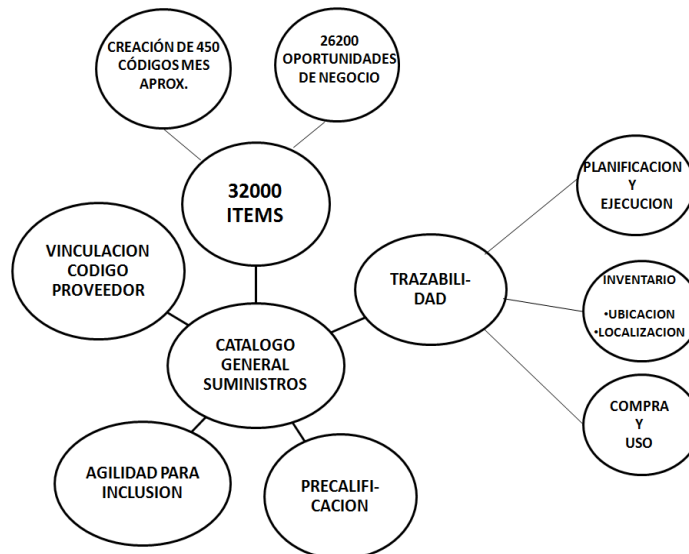 CREACIÓN DE 450
CÓDIGOS MES
APROX.
26200
OPORTUNIDADES
DE NEGOCIO
32000
ITEMS
PLANIFICACION
Y
EJECUCION
VINCULACION
CODIGO
PROVEEDOR
TRAZABILI-
DAD
INVENTARIO
•UBICACION
•LOCALIZACION
CATALOGO
GENERAL
SUMINISTROS
COMPRA
Y
USO
AGILIDAD PARA
INCLUSION
PRECALIFI-
CACION